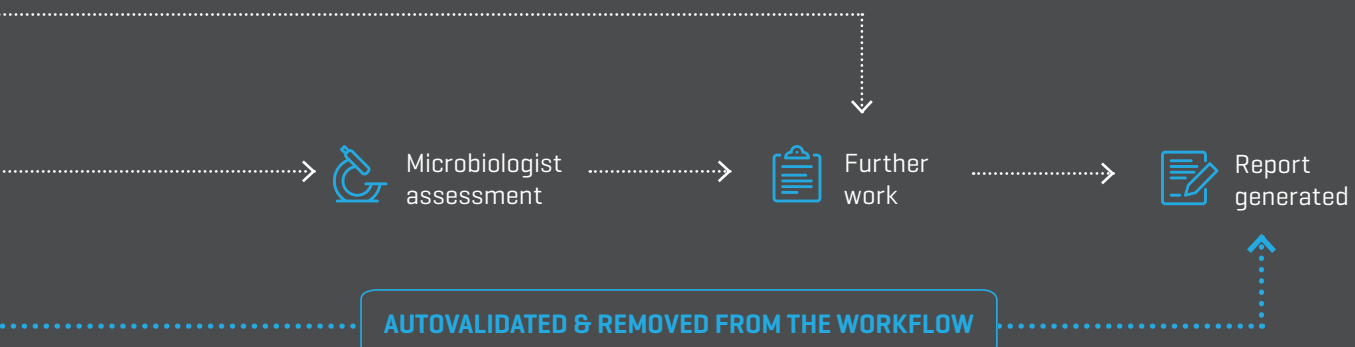 Microbiologist
assessment
Further
work
Report
generated
AUTOVALIDATED & REMOVED FROM THE WORKFLOW